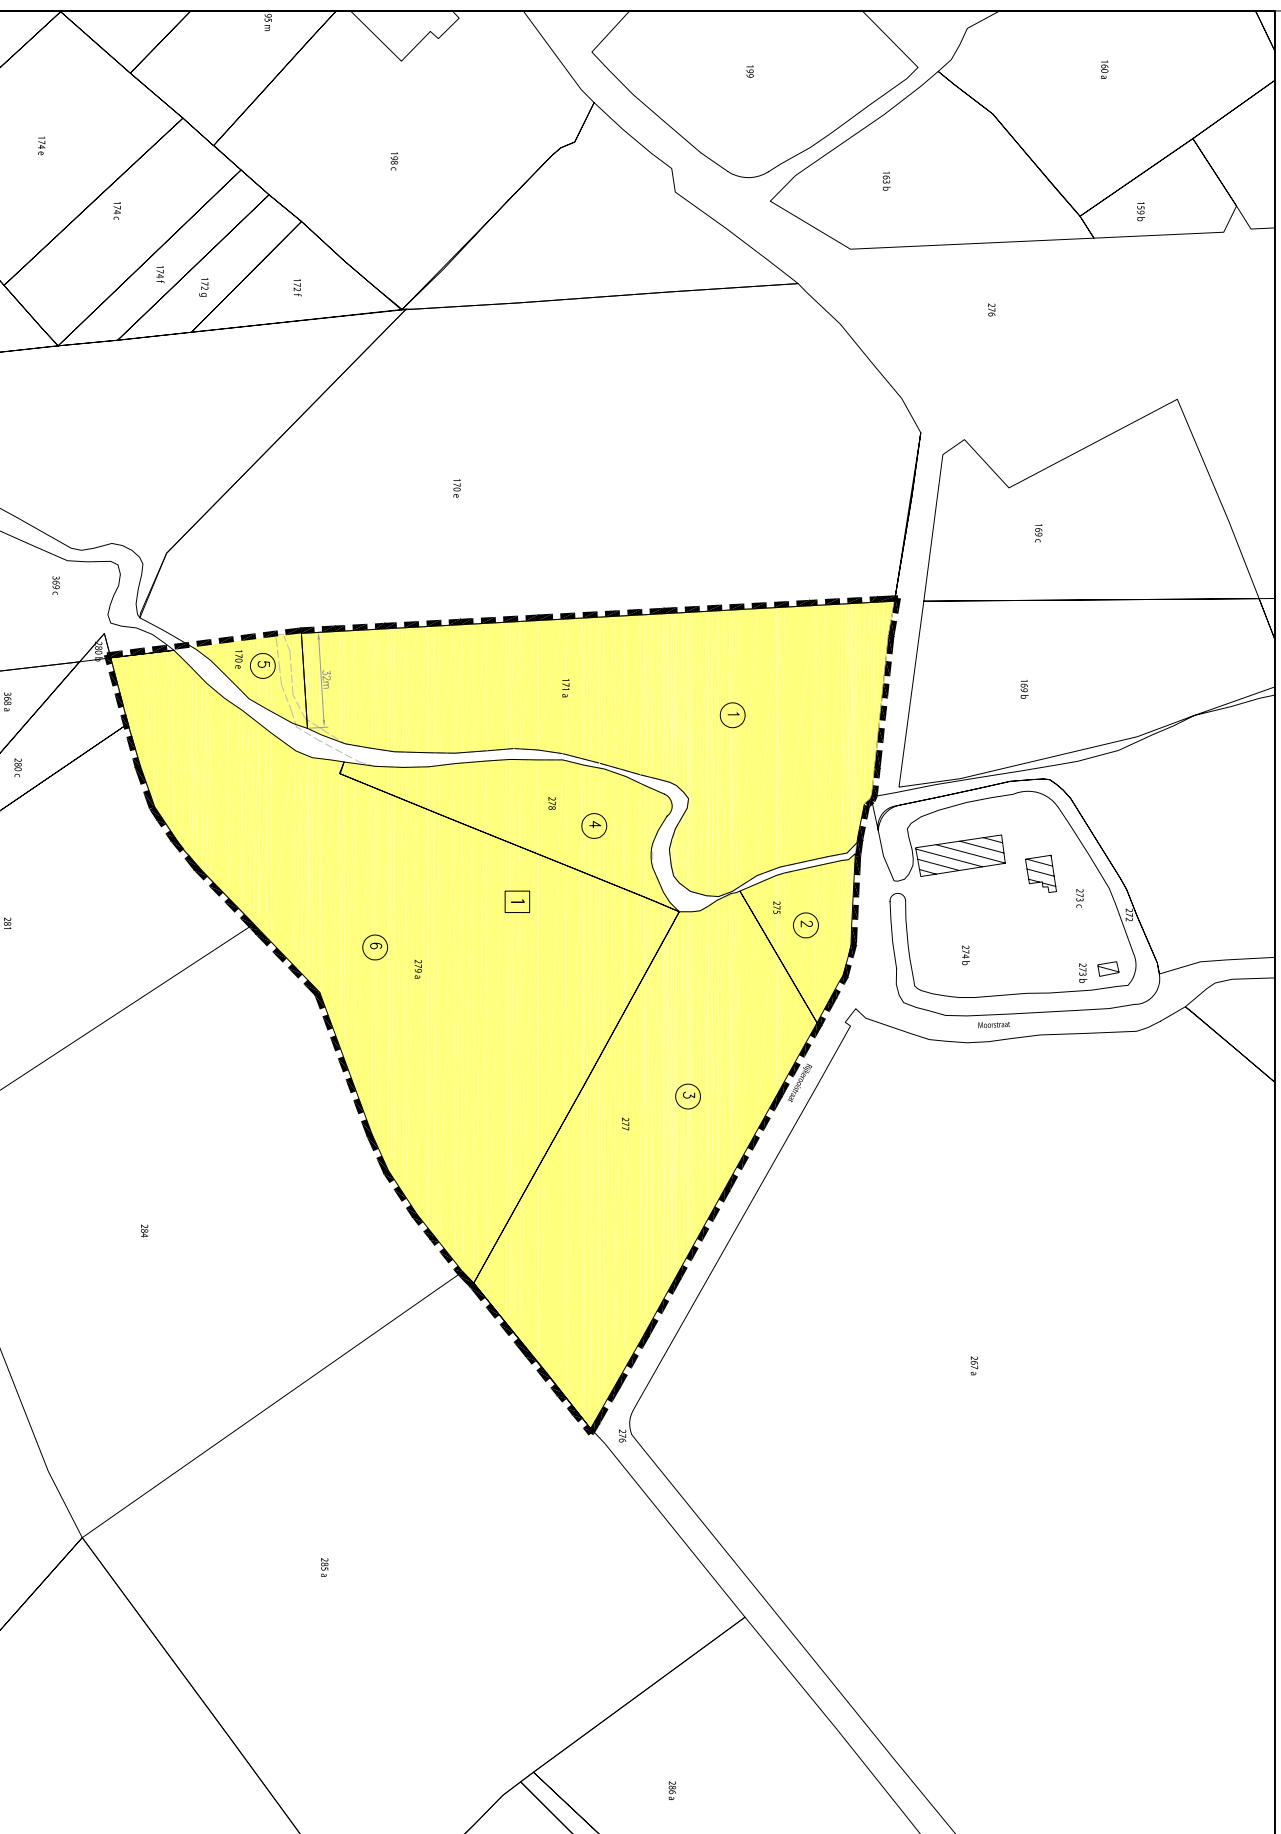 95 m
199
160 a
174 e
198 c
163 b
159 b
174 c
174 f
172 g
172 f
276
170 e
169 c
369 c
280 b
170 e
5
32m
171 a
1
169 b
368 a
280 c
278
4
275
2
273 c
272
273 b
274 b
Moorstraat
281
6
279 a
1
3
277
Rijkerooistraat
284
267 a
276
285 a
286 a